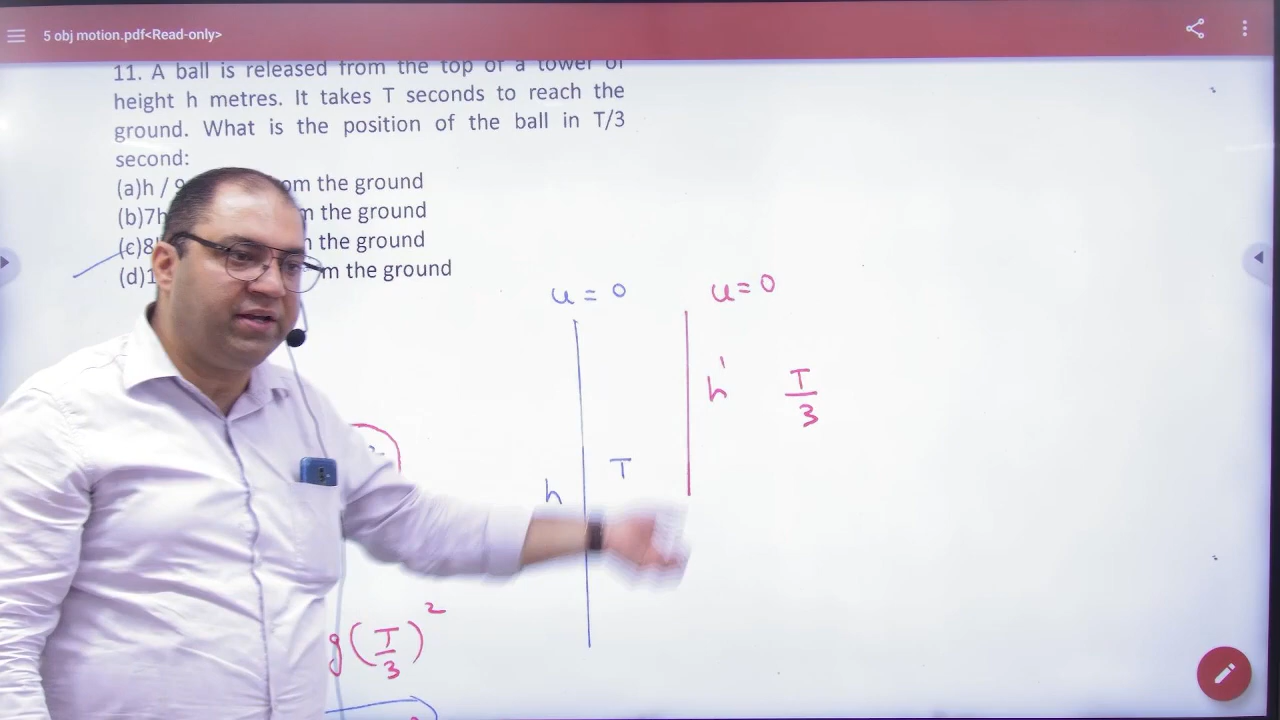 5 obj motion.pdf<Read-only>
11. A ball is released from the top of a tower of
height h metres. It takes T seconds to reach the
ground. What is the position of the ball in T/3
second:
(a)h / 9 om the ground
(b)7h m the ground
(c)8h the ground
(d)1 m the ground
u = 0
u = 0
h'
T/3
T
h
g(T/3)²